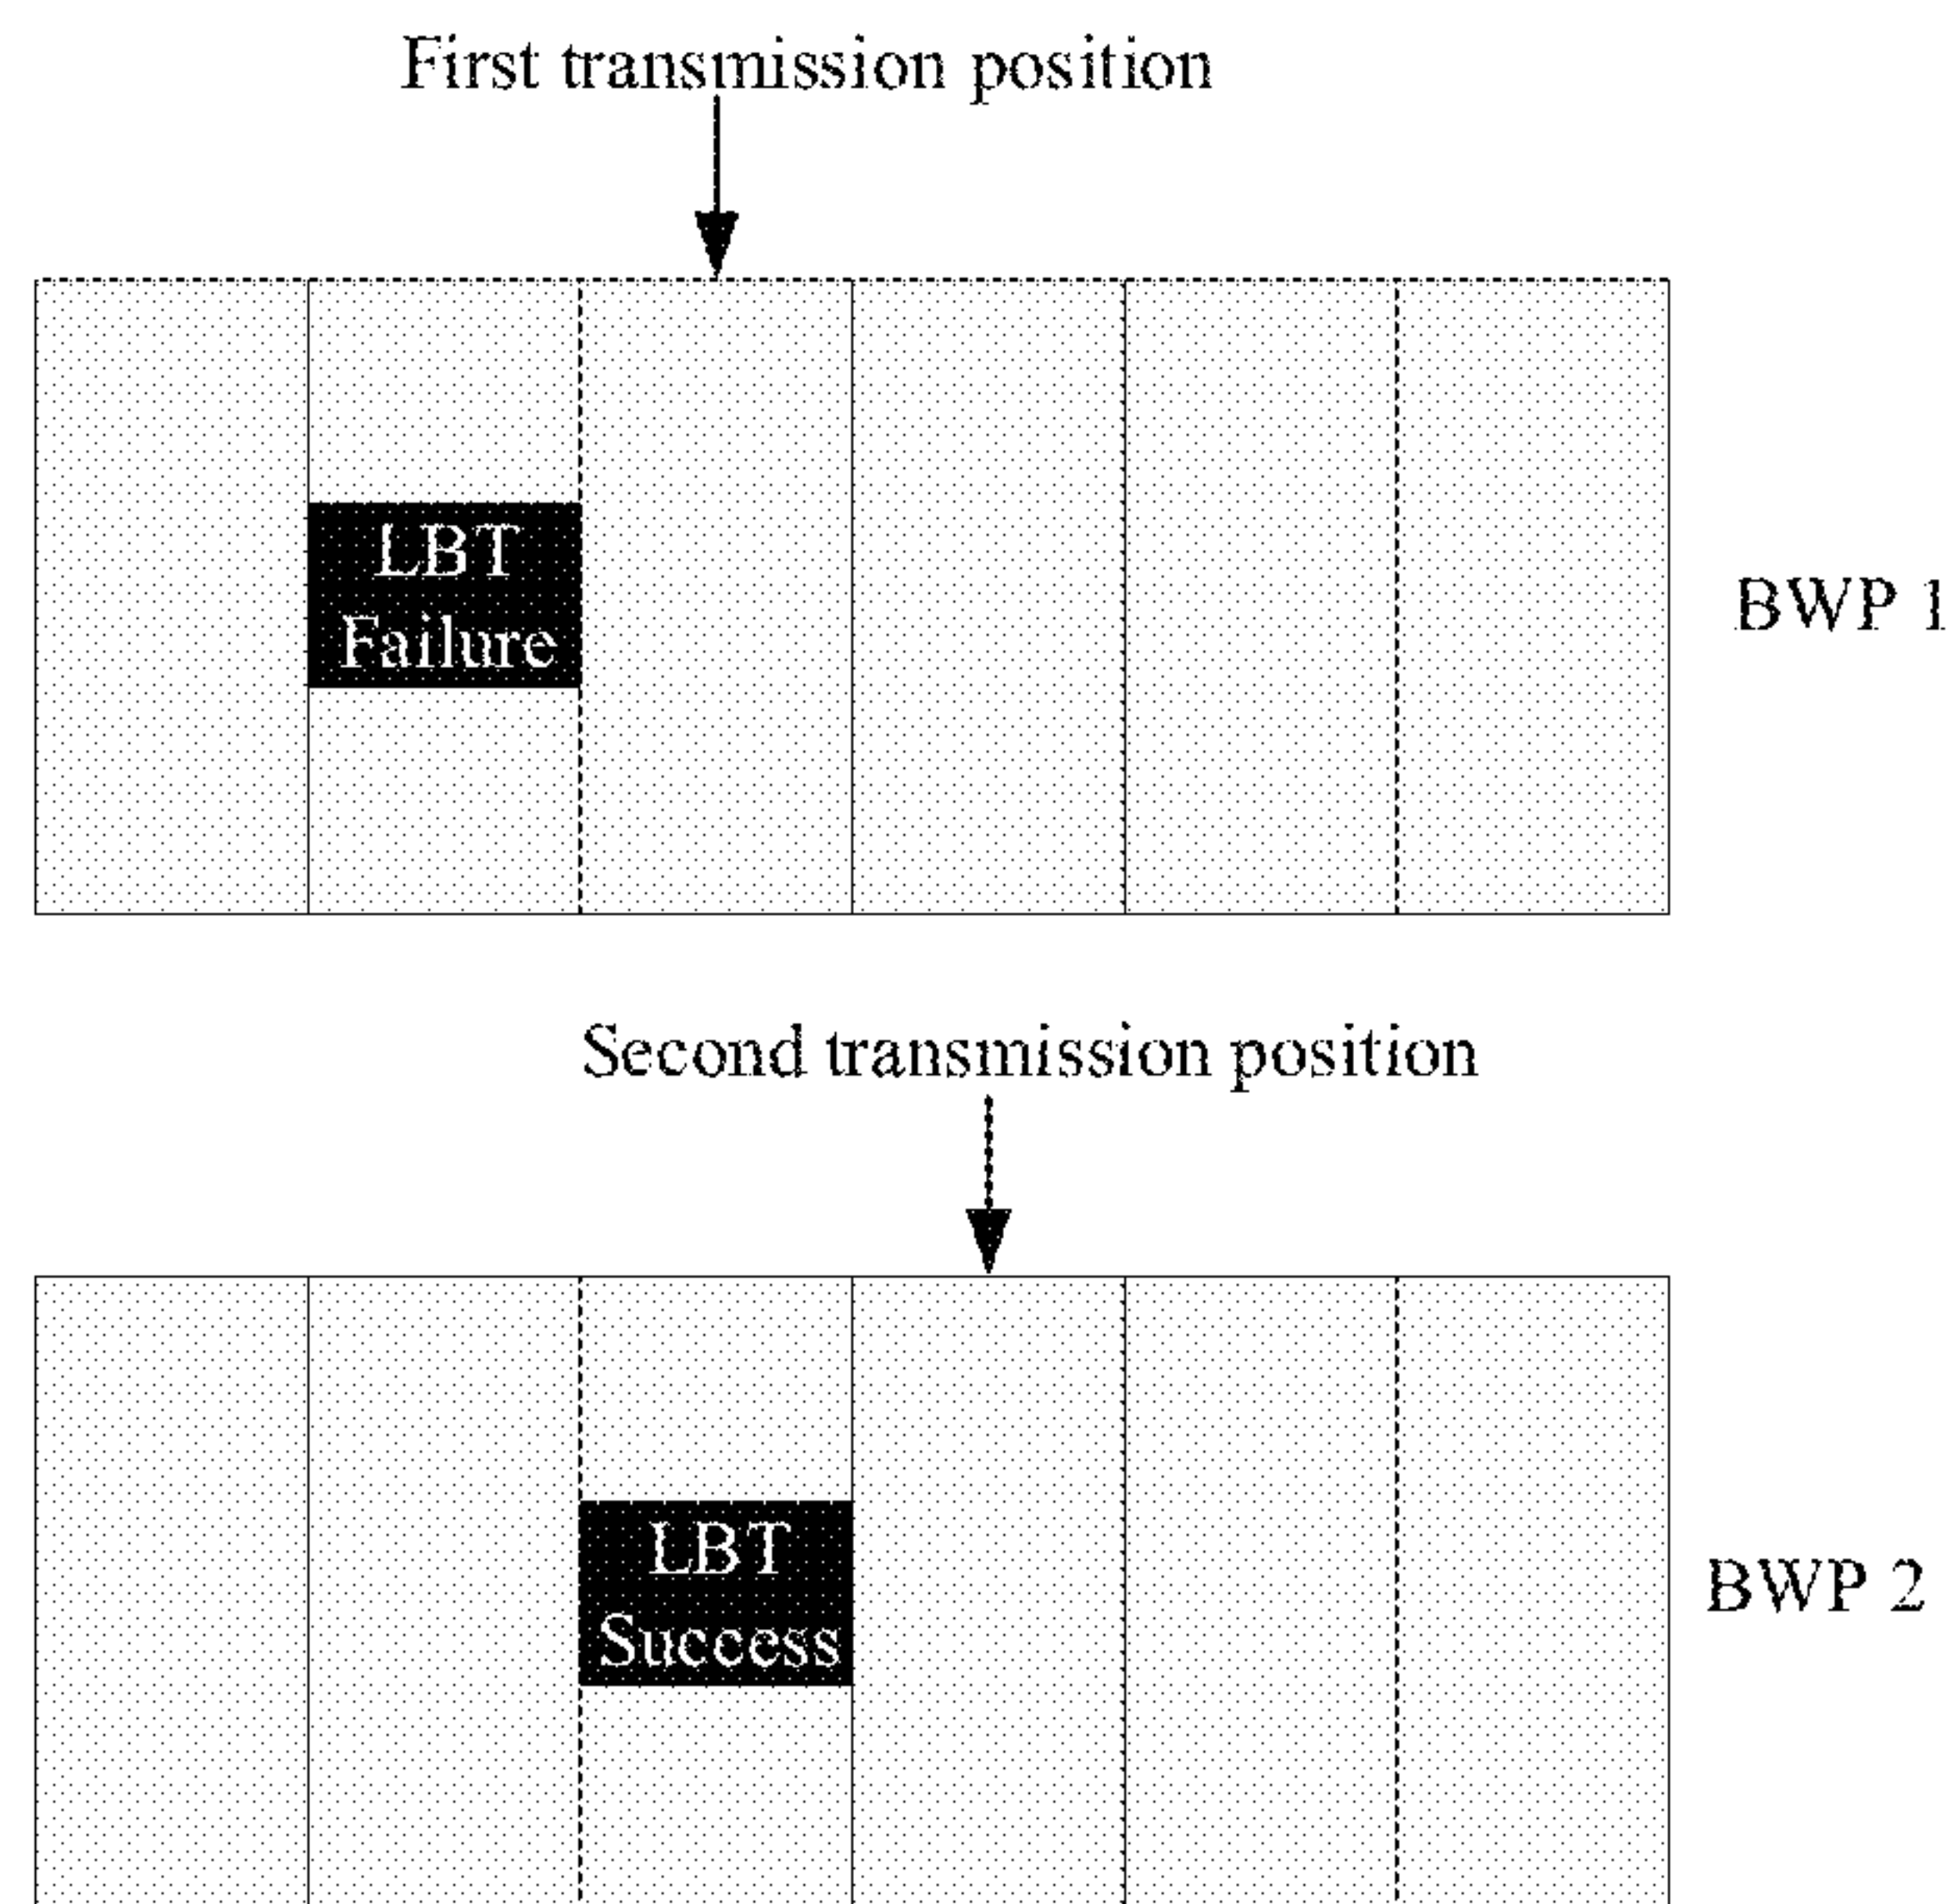 First transmission position
LBT
Failure
BWP 1
Second transmission position
LBT
Success
BWP 2